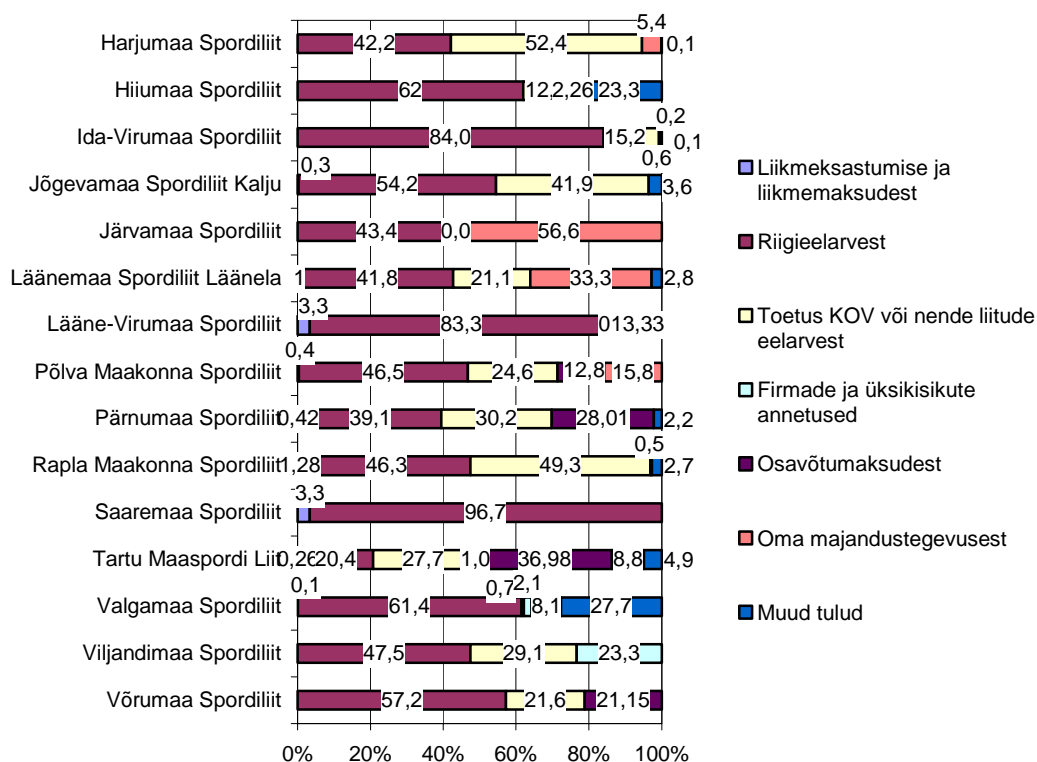 5,4
Harjumaa Spordiliit 42,2 52,4 0,1
Hiiumaa Spordiliit 62 12,2,26 23,3
0,2
Ida-Virumaa Spordiliit 84,0 15,2 0,1
0,3 0,6
Jõgevamaa Spordiliit Kalju 54,2 41,9 3,6
Järvamaa Spordiliit 43,4 0,0 56,6
Läänemaa Spordiliit Läänela 1 41,8 21,1 33,3 2,8
3,3
Lääne-Virumaa Spordiliit 83,3 013,33
0,4
Põlva Maakonna Spordiliit 46,5 24,6 12,8 15,8
Pärnumaa Spordiliit 0,42 39,1 30,2 28,01 2,2
0,5
Rapla Maakonna Spordiliit 1,28 46,3 49,3 2,7
3,3
Saaremaa Spordiliit 96,7
Tartu Maaspordi Liit 0,26 20,4 27,7 1,0 36,98 8,8 4,9
0,1 0,7 2,1
Valgamaa Spordiliit 61,4 8,1 27,7
Viljandimaa Spordiliit 47,5 29,1 23,3
Võrumaa Spordiliit 57,2 21,6 21,15
0% 20% 40% 60% 80% 100%
Liikmeksastumise ja
liikmemaksudest
Riigieelarvest
Toetus KOV või nende liitude
eelarvest
Firmade ja üksikisikute
annetused
Osavõtumaksudest
Oma majandustegevusest
Muud tulud